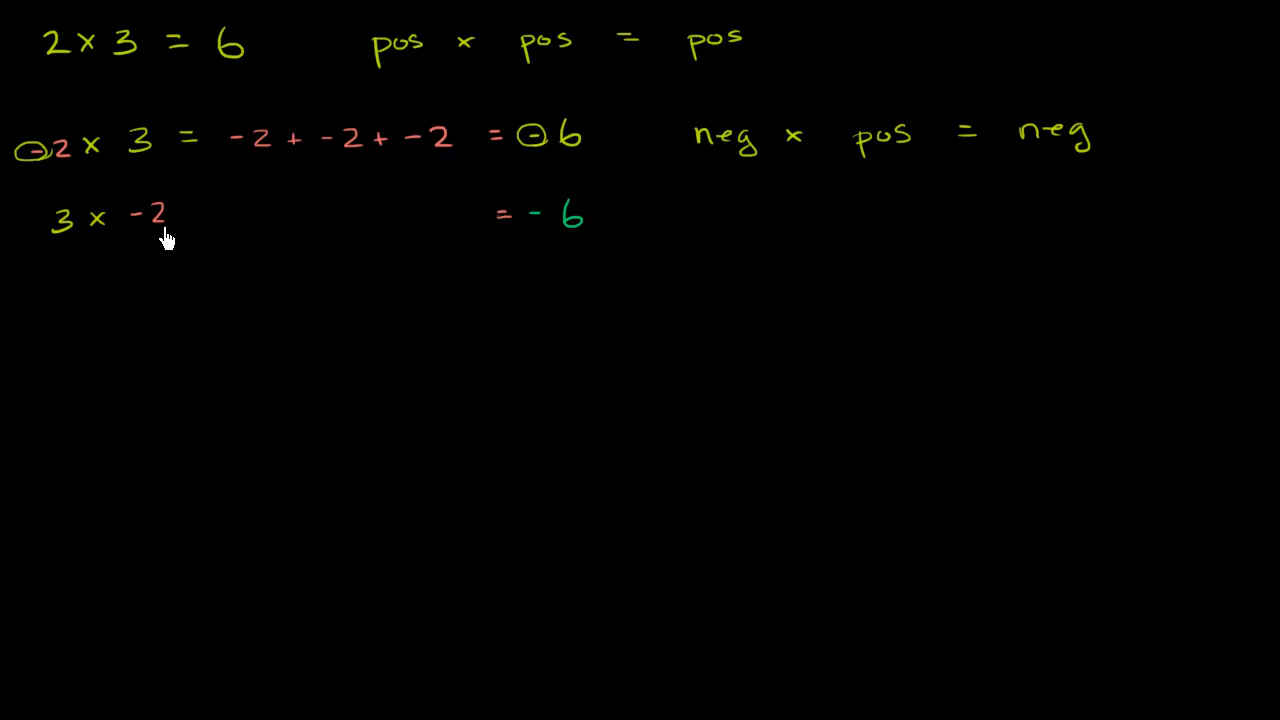 2 × 3 = 6 pos × pos = pos
-2 × 3 = -2 + -2 + -2 = -6 neg × pos = neg
3 × -2 = - 6